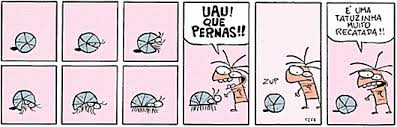 UAU!
QUE
PERNAS!!
ZUP
É UMA
TATUZINHA
MUITO
RECATADA!!